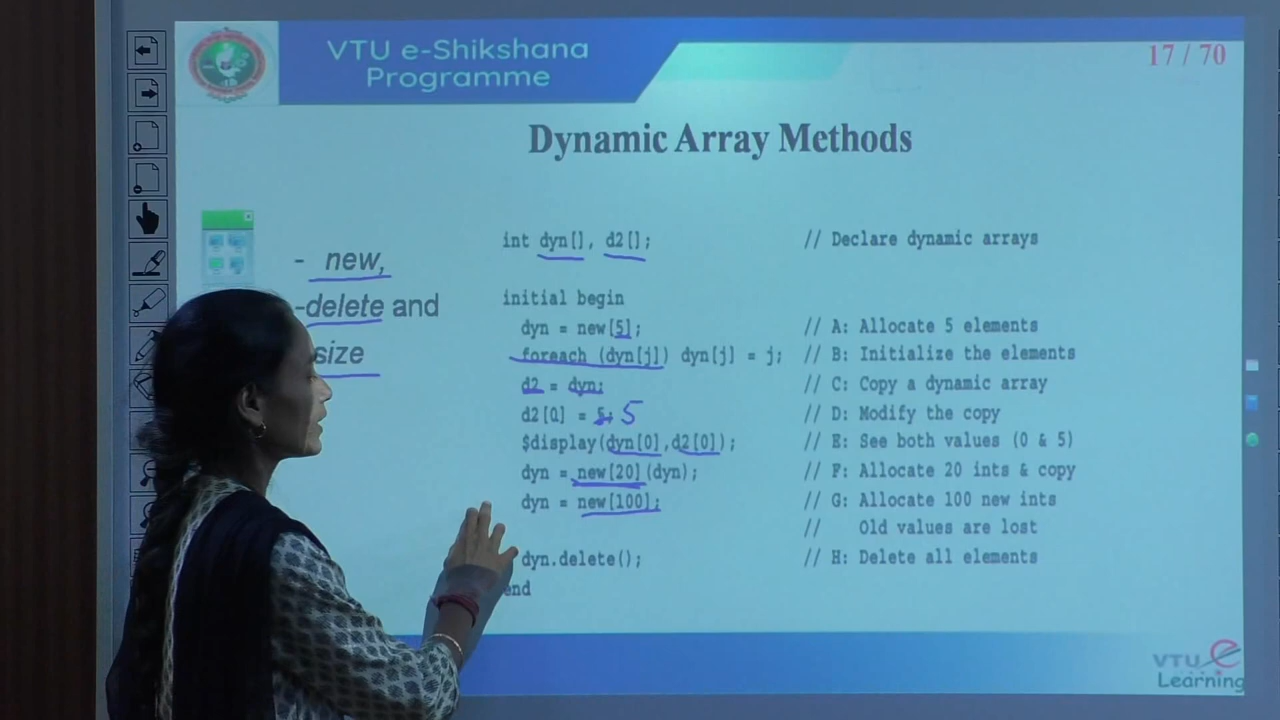 VTU e-Shikshana
Programme
17 / 70
Dynamic Array Methods
- new,
-delete and
size
int dyn[], d2[]; // Declare dynamic arrays
initial begin
dyn = new[5]; // A: Allocate 5 elements
foreach (dyn[j]) dyn[j] = j; // B: Initialize the elements
d2 = dyn; // C: Copy a dynamic array
d2[0] = 5; 5 // D: Modify the copy
$display(dyn[0],d2[0]); // E: See both values (0 & 5)
dyn = new[20](dyn); // F: Allocate 20 ints & copy
dyn = new[100]; // G: Allocate 100 new ints
// Old values are lost
dyn.delete(); // H: Delete all elements
end
VTU e
Learning